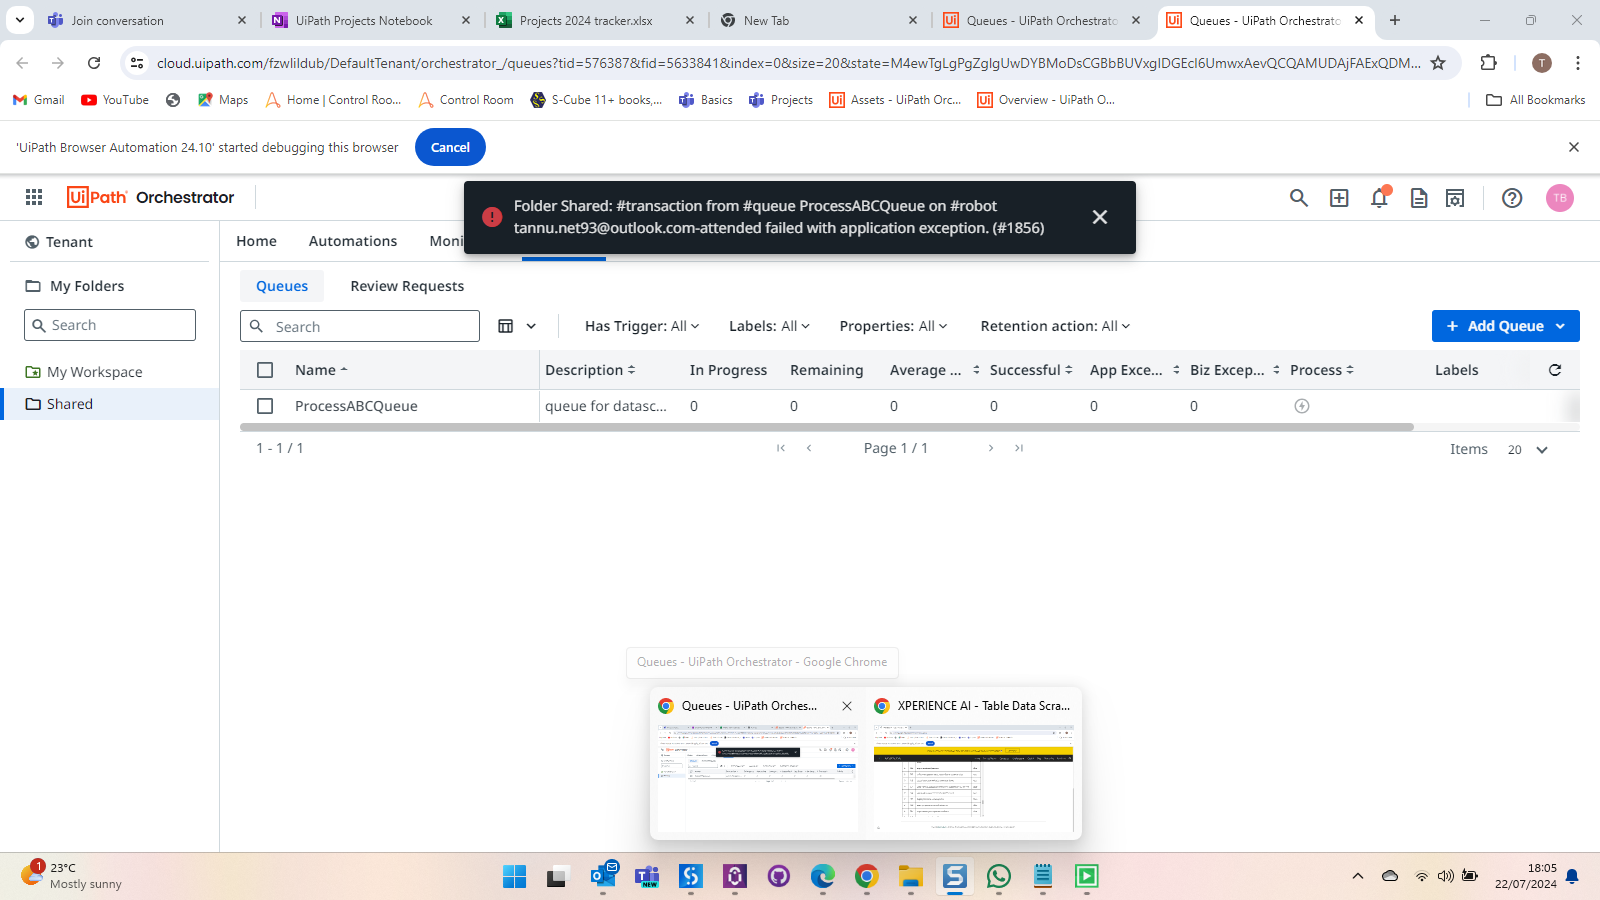 Join conversation
UiPath Projects Notebook
Projects 2024 tracker.xlsx
New Tab
Queues - UiPath Orchestrato
Queues - UiPath Orchestrato
cloud.uipath.com/fzwlildub/DefaultTenant/orchestrator_/queues?tid=576387&fid=5633841&index=0&size=20&state=M4ewTgLgPgZglgUwDYBMoDsCGBbBUVxgIDGEcI6UmwxAevQCQAMUDAjFAExQDM...
T
Gmail
YouTube
Maps
Home | Control Roo...
Control Room
S-Cube 11+ books,...
Basics
Projects
Assets - UiPath Orc...
Overview - UiPath O...
All Bookmarks
'UiPath Browser Automation 24.10' started debugging this browser
Cancel
UiPath Orchestrator
Folder Shared: #transaction from #queue ProcessABCQueue on #robot
tannu.net93@outlook.com-attended failed with application exception. (#1856)
TB
Tenant
Home
Automations
Moni
My Folders
Queues
Review Requests
Search
Search
Has Trigger: All
Labels: All
Properties: All
Retention action: All
Add Queue
Name
Description
In Progress
Remaining
Average ...
Successful
App Exce...
Biz Excep...
Process
Labels
My Workspace
Shared
ProcessABCQueue
queue for datasc...
0
0
0
0
0
0
1 - 1 / 1
Page 1 / 1
Items
20
Queues - UiPath Orchestrator - Google Chrome
Queues - UiPath Orches...
XPERIENCE AI - Table Data Scra...
1
23°C
Mostly sunny
NEW
18:05
22/07/2024